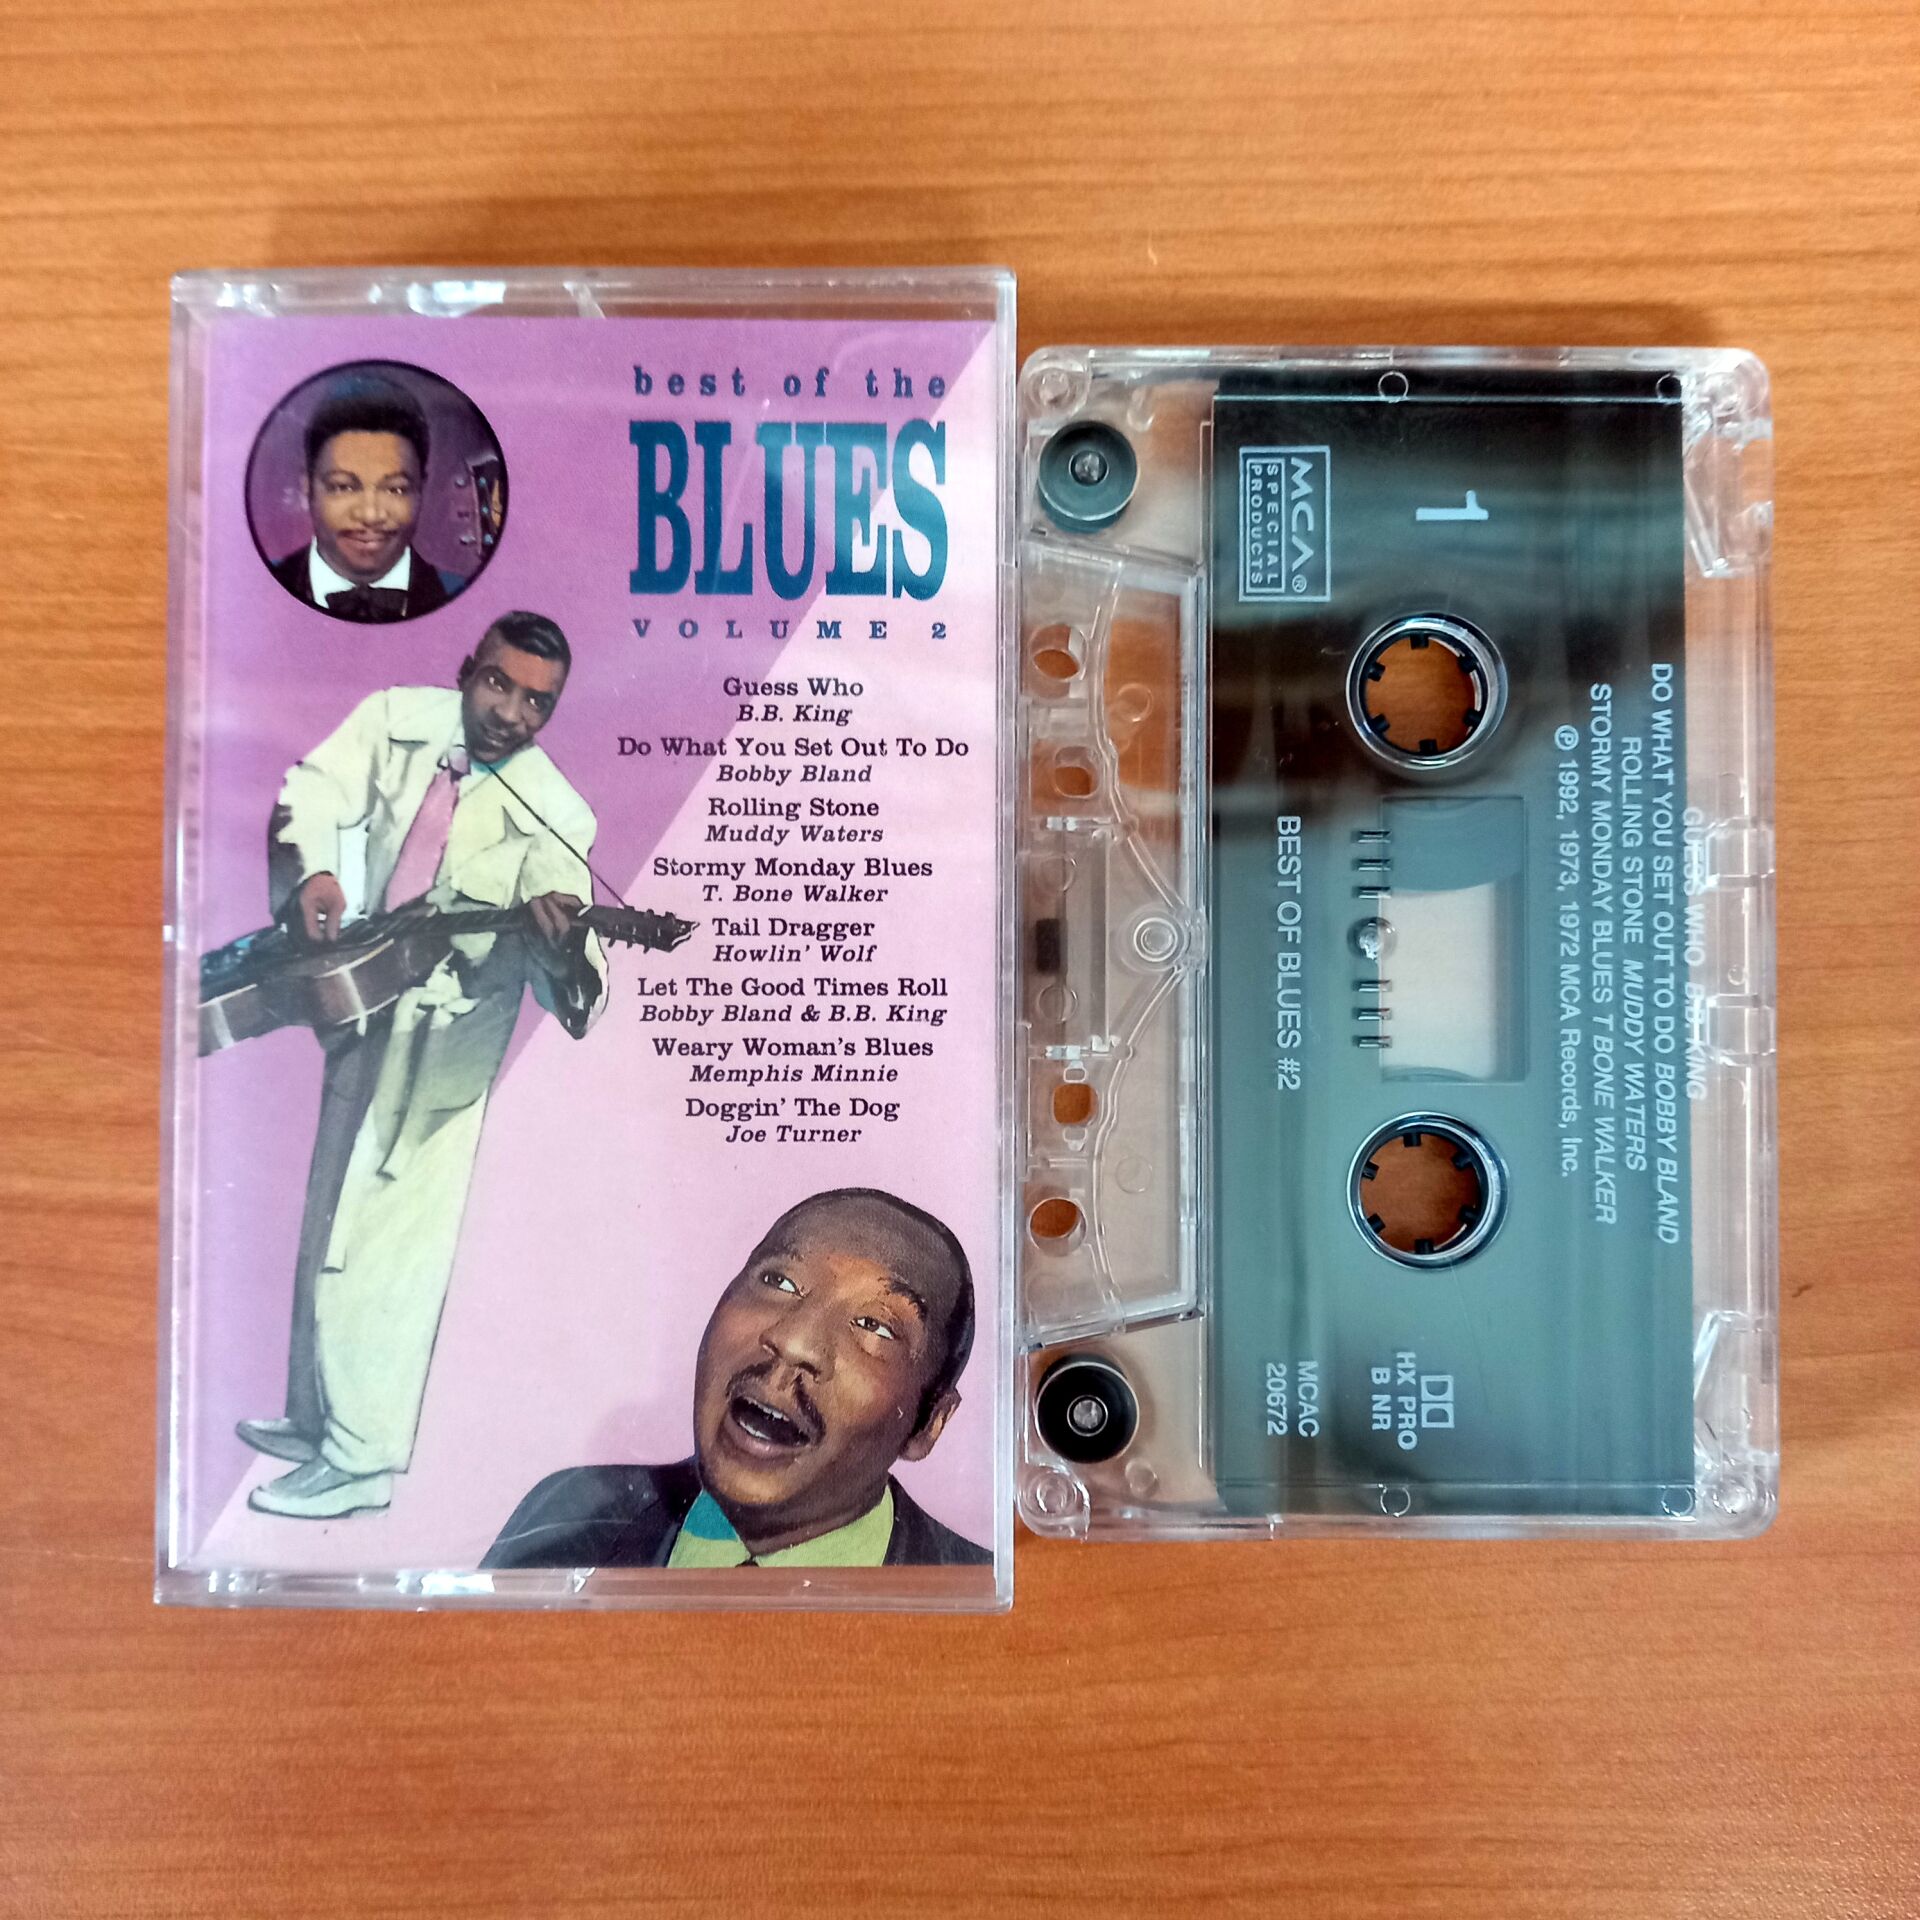 best of the
BLUES
VOLUME 2
Guess Who
B.B. King
Do What You Set Out To Do
Bobby Bland
Rolling Stone
Muddy Waters
Stormy Monday Blues
T. Bone Walker
Tail Dragger
Howlin' Wolf
Let The Good Times Roll
Bobby Bland & B.B. King
Weary Woman's Blues
Memphis Minnie
Doggin' The Dog
Joe Turner
MCA®
SPECIAL
PRODUCTS
1
GUESS WHO B.B. KING
DO WHAT YOU SET OUT TO DO BOBBY BLAND
ROLLING STONE MUDDY WATERS
STORMY MONDAY BLUES T BONE WALKER
℗ 1992, 1973, 1972 MCA Records, Inc.
BEST OF BLUES #2
HX PRO
B NR
MCAC
20672